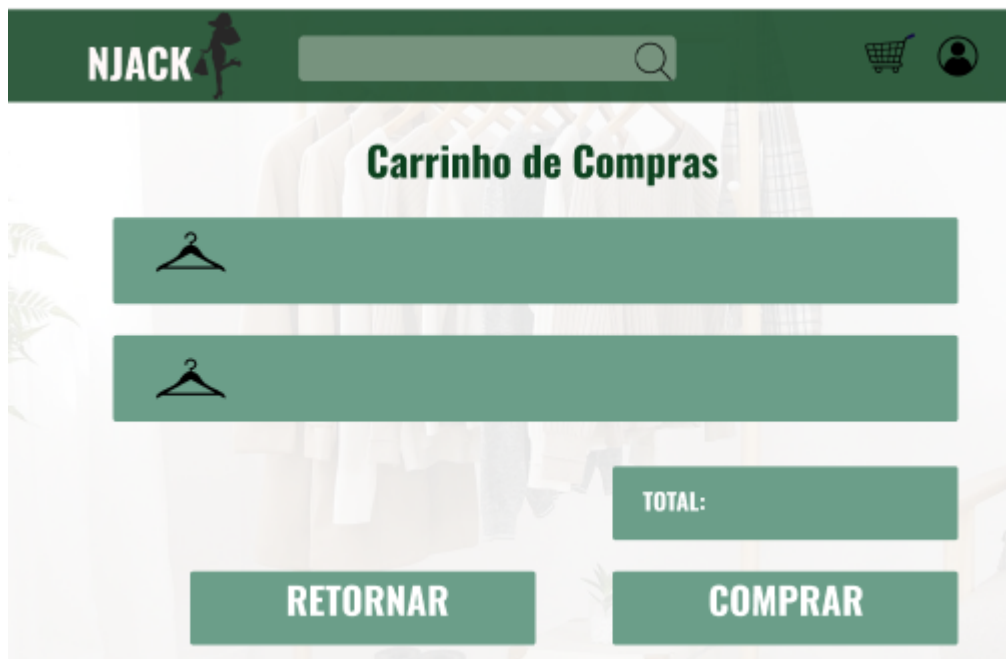 NJACK
Carrinho de Compras
TOTAL:
RETORNAR
COMPRAR